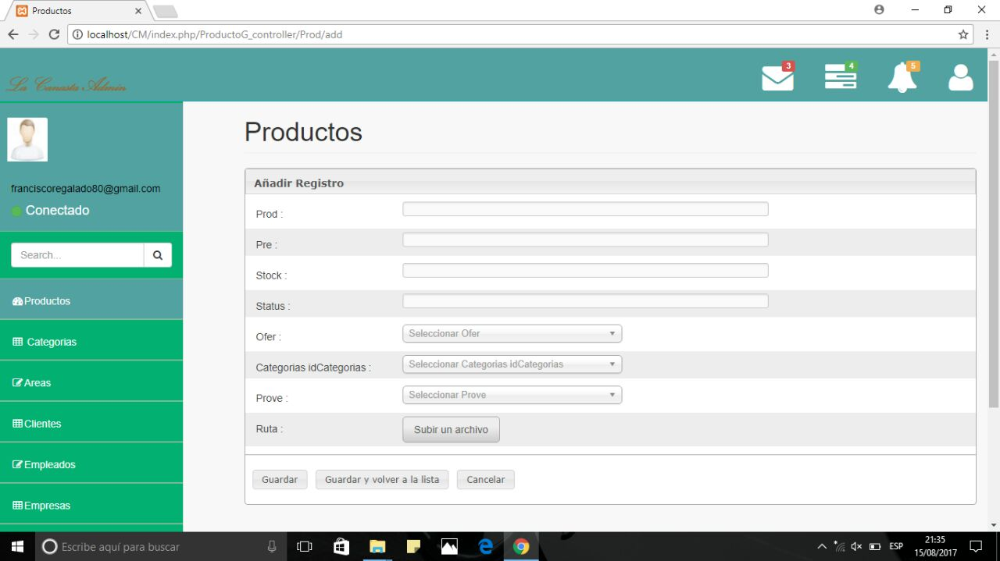 Productos
localhost/CM/index.php/ProductoG_controller/Prod/add
La Canasta Admin
3
4
5
franciscoregalado80@gmail.com
Conectado
Search...
Productos
Categorias
Areas
Clientes
Empleados
Empresas
Productos
Añadir Registro
Prod :
Pre :
Stock :
Status :
Ofer :
Seleccionar Ofer
Categorias idCategorias :
Seleccionar Categorias idCategorias
Prove :
Seleccionar Prove
Ruta :
Subir un archivo
Guardar
Guardar y volver a la lista
Cancelar
Escribe aquí para buscar
ESP
21:35
15/08/2017